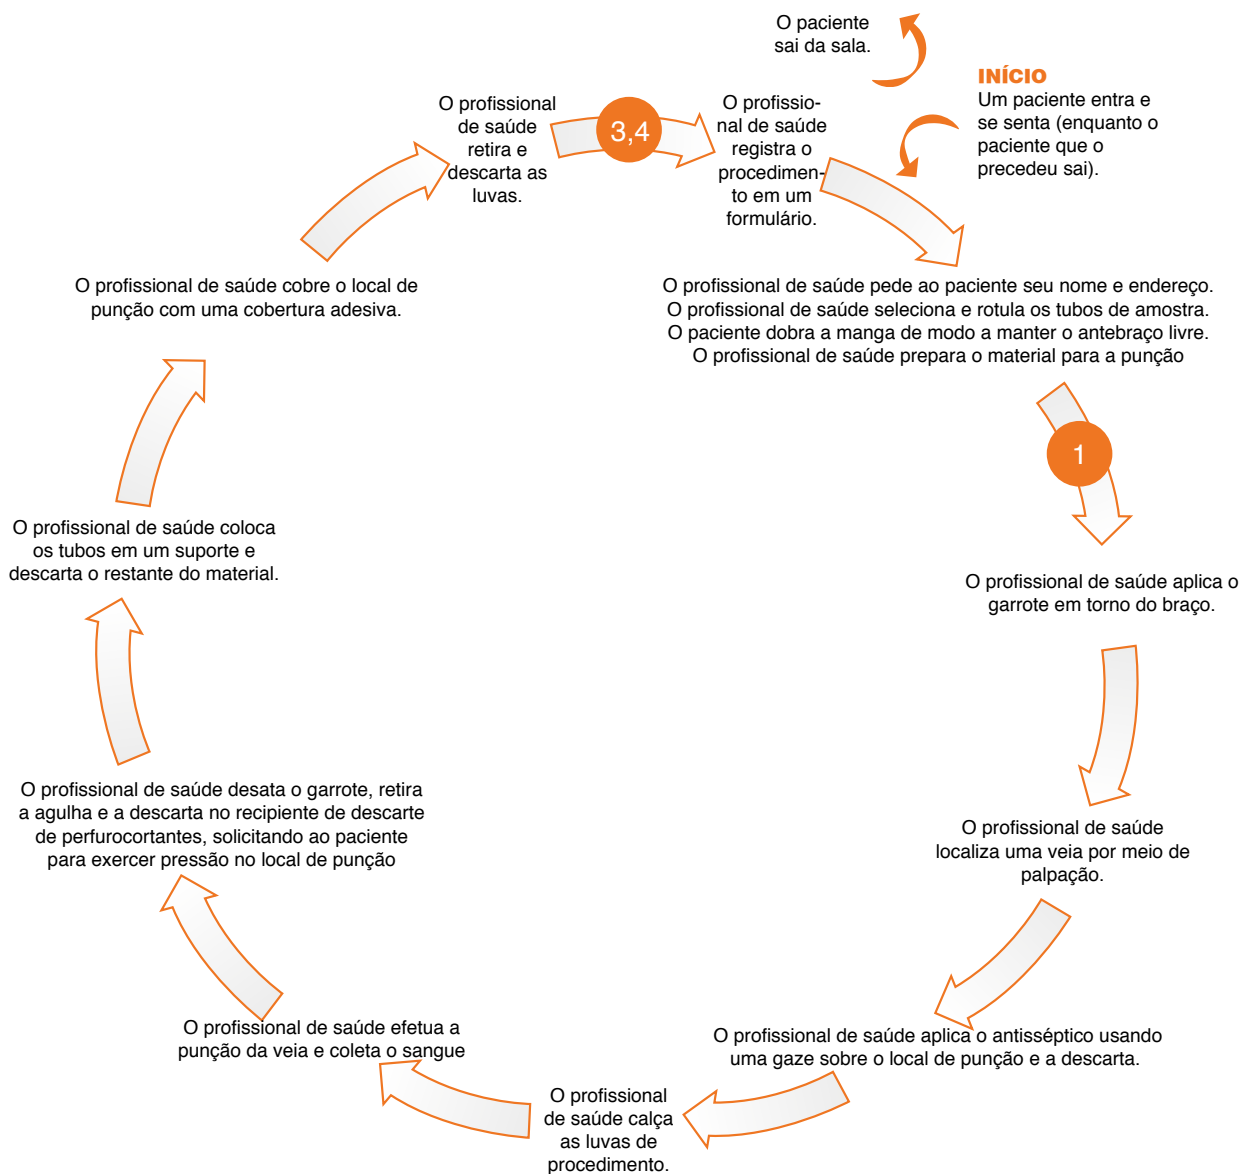 O paciente
sai da sala.
INÍCIO
Um paciente entra e
se senta (enquanto o
paciente que o
precedeu sai).
O profissional de saúde pede ao paciente seu nome e endereço.
O profissional de saúde seleciona e rotula os tubos de amostra.
O paciente dobra a manga de modo a manter o antebraço livre.
O profissional de saúde prepara o material para a punção
1
O profissional de saúde aplica o
garrote em torno do braço.
O profissional de saúde
localiza uma veia por meio de
palpação.
O profissional de saúde aplica o antisséptico usando
uma gaze sobre o local de punção e a descarta.
O profissional
de saúde calça
as luvas de
procedimento.
O profissional de saúde efetua a
punção da veia e coleta o sangue
O profissional de saúde desata o garrote, retira
a agulha e a descarta no recipiente de descarte
de perfurocortantes, solicitando ao paciente
para exercer pressão no local de punção
O profissional de saúde coloca
os tubos em um suporte e
descarta o restante do material.
O profissional de saúde cobre o local de
punção com uma cobertura adesiva.
O profissional
de saúde
retira e
descarta as
luvas.
3,4
O profissio-
nal de saúde
registra o
procedimen-
to em um
formulário.